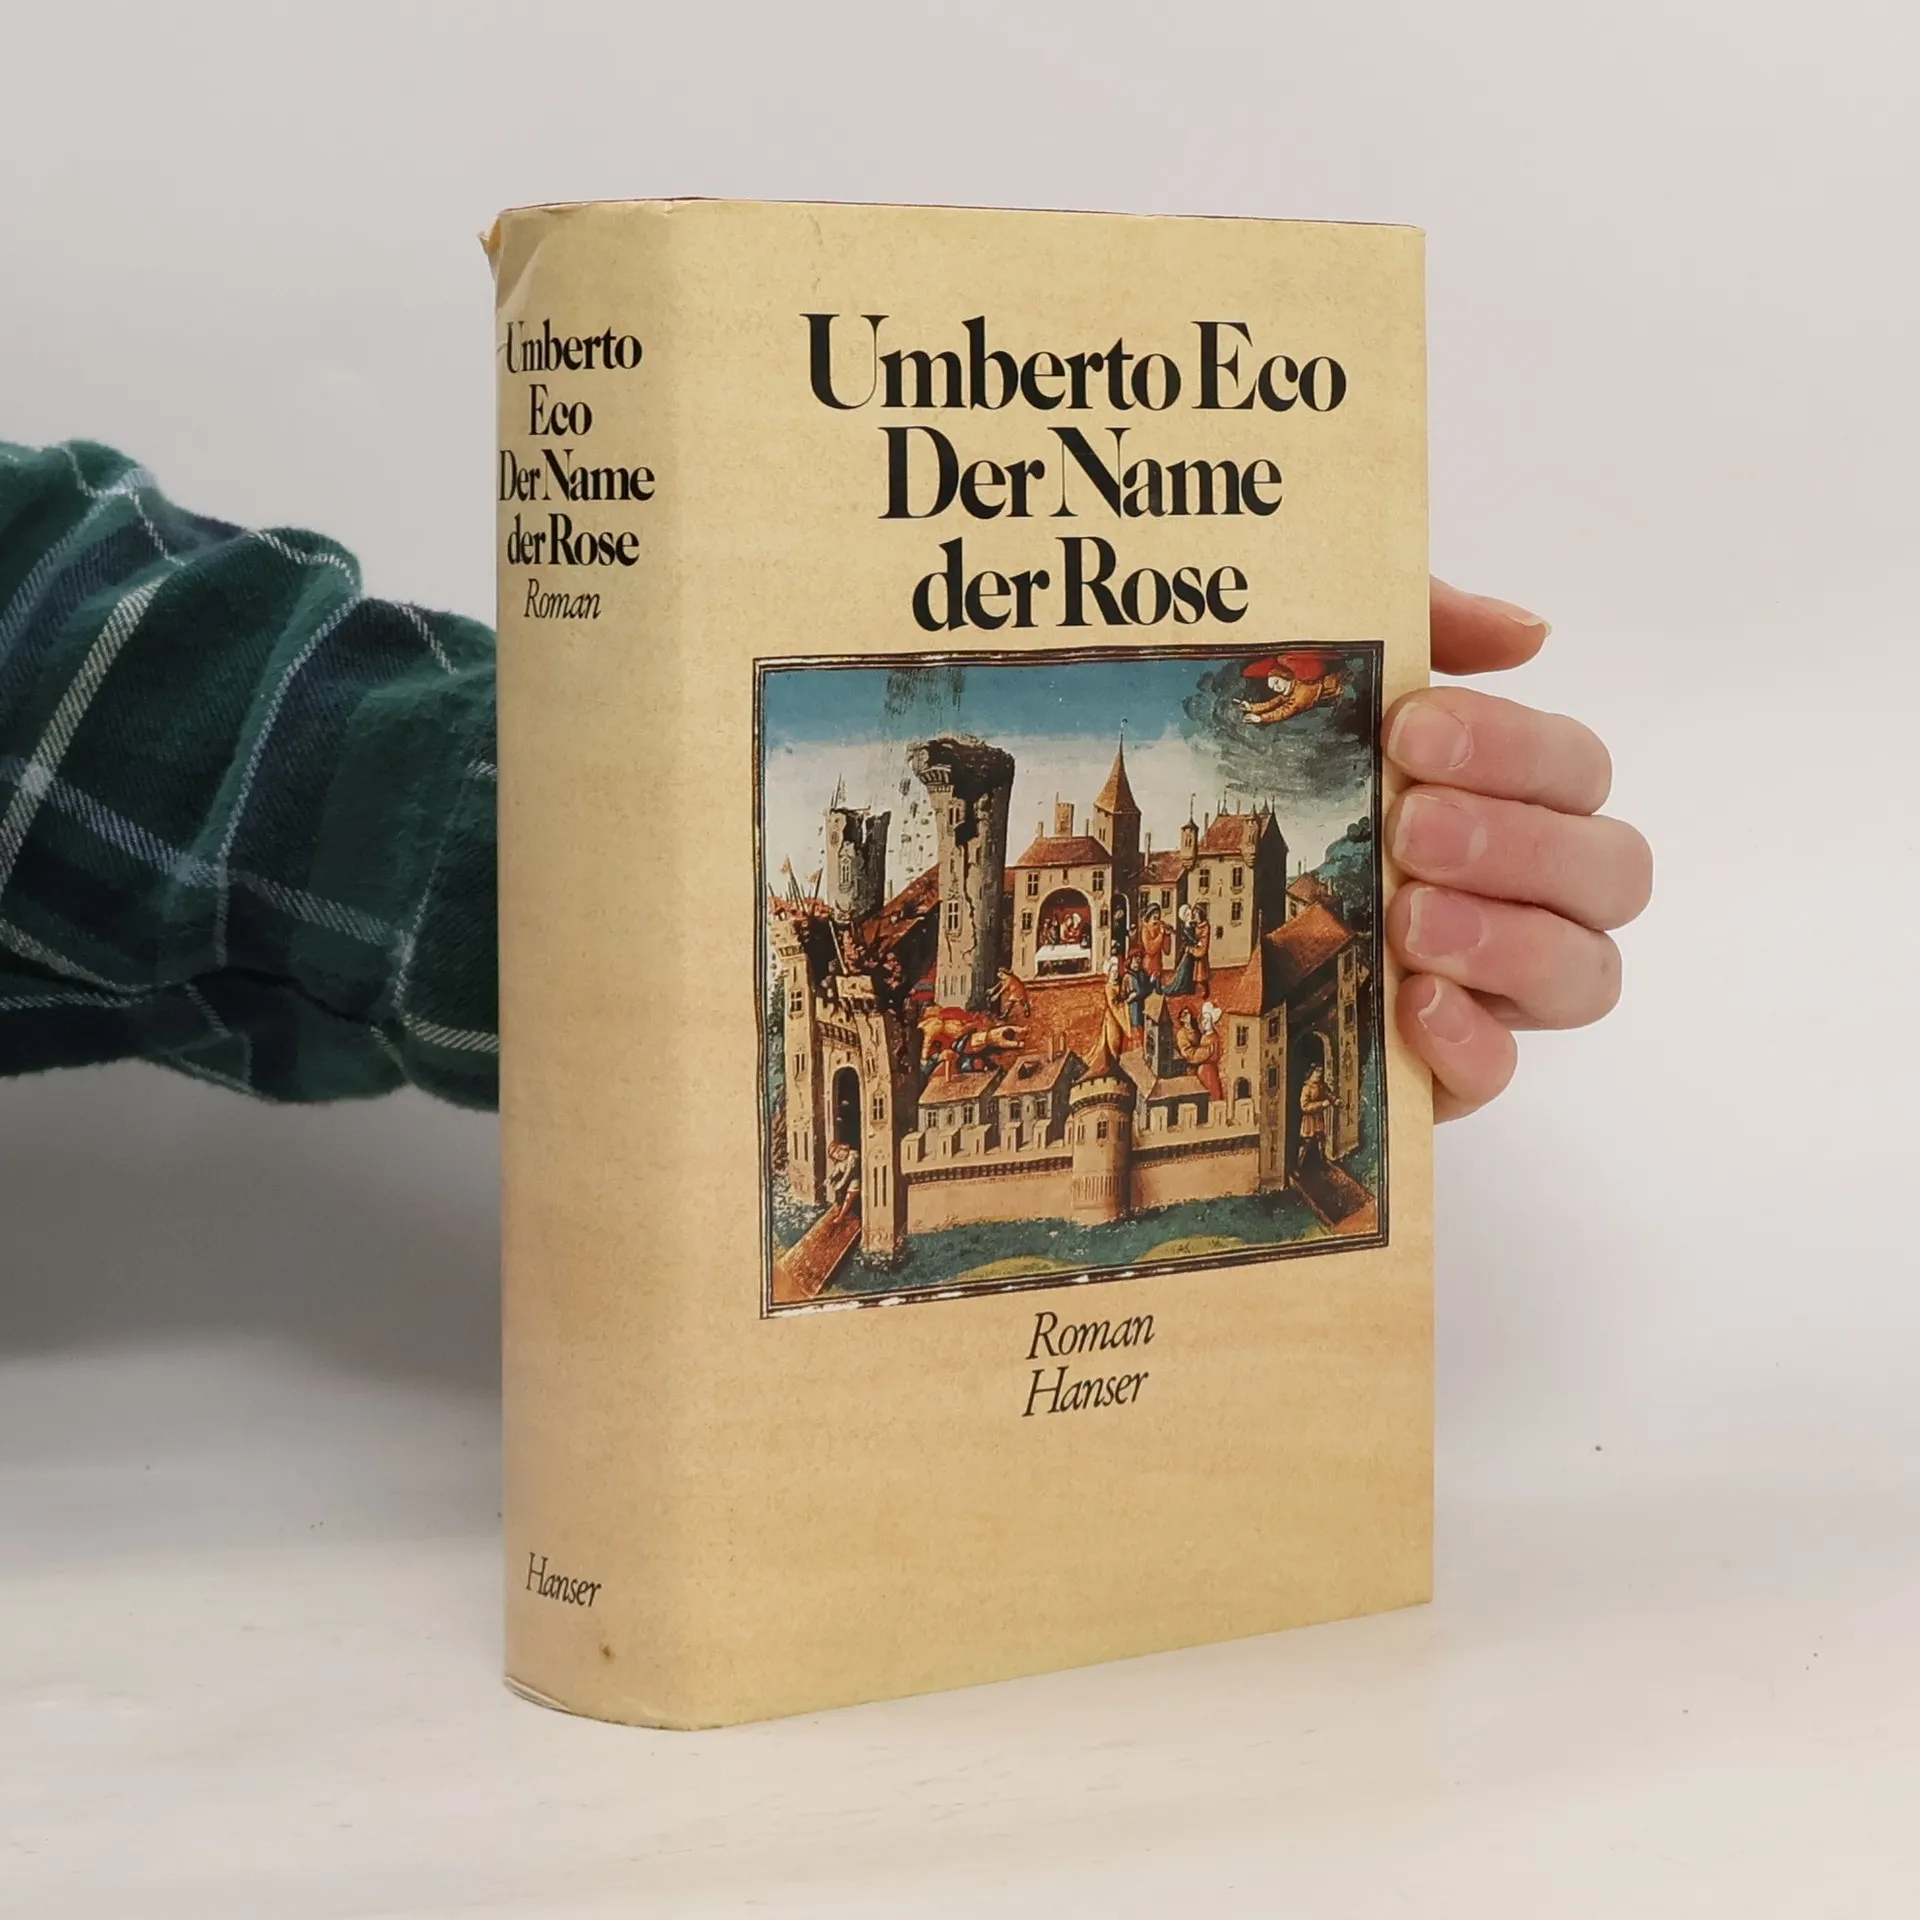 Umberto
Eco
Der Name
der Rose
Roman
Hanser
Umberto Eco
Der Name
der Rose
Roman
Hanser